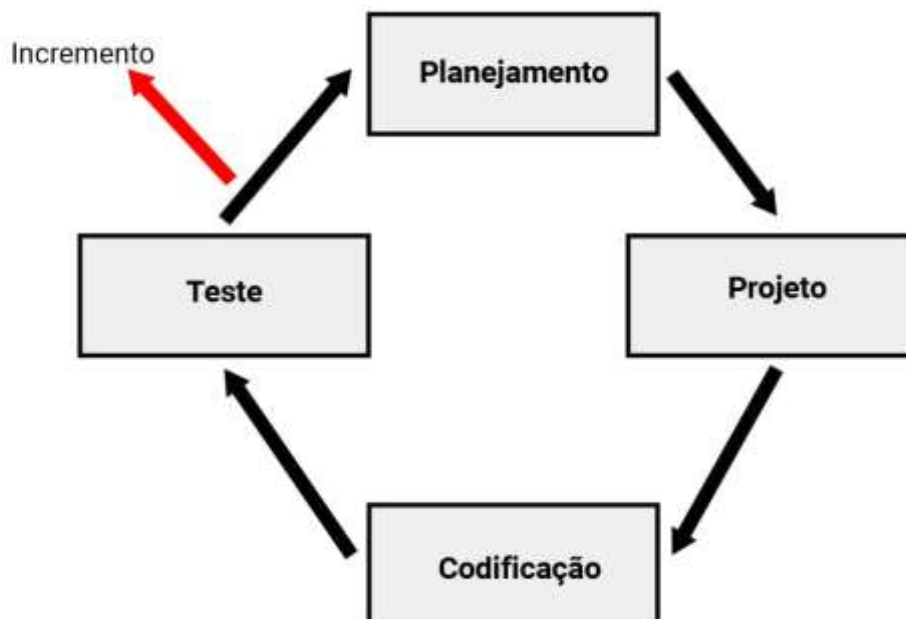 Incremento
Planejamento
Teste
Projeto
Codificação